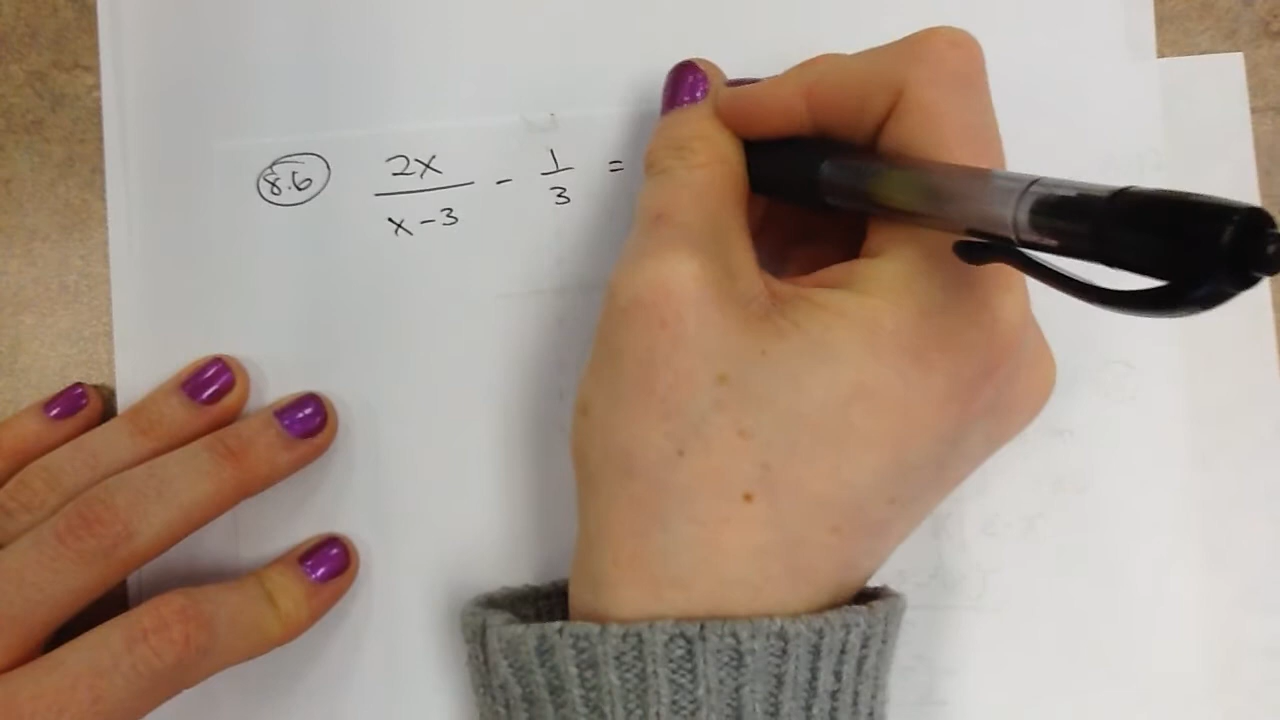 8.6 2x/(x-3) - 1/3 =